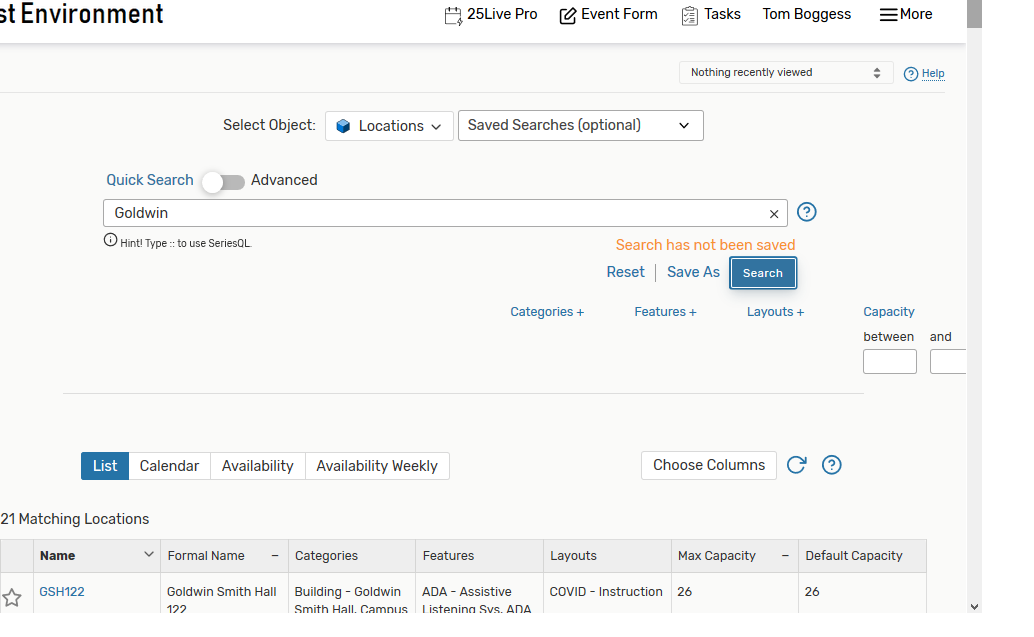 st Environment
25Live Pro Event Form Tasks Tom Boggess More
Nothing recently viewed Help
Select Object: Locations Saved Searches (optional)
Quick Search Advanced
Goldwin
Hint! Type :: to use SeriesQL.
Search has not been saved
Reset Save As Search
Categories + Features + Layouts + Capacity
between and
List Calendar Availability Availability Weekly Choose Columns
21 Matching Locations
Name Formal Name Categories Features Layouts Max Capacity Default Capacity
GSH122 Goldwin Smith Hall Building - Goldwin ADA - Assistive COVID - Instruction 26 26
122 Smith Hall, Campus Listening Sys, ADA